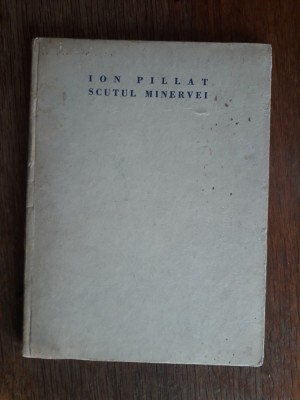 ION PILLAT
SCUTUL MINERVEI